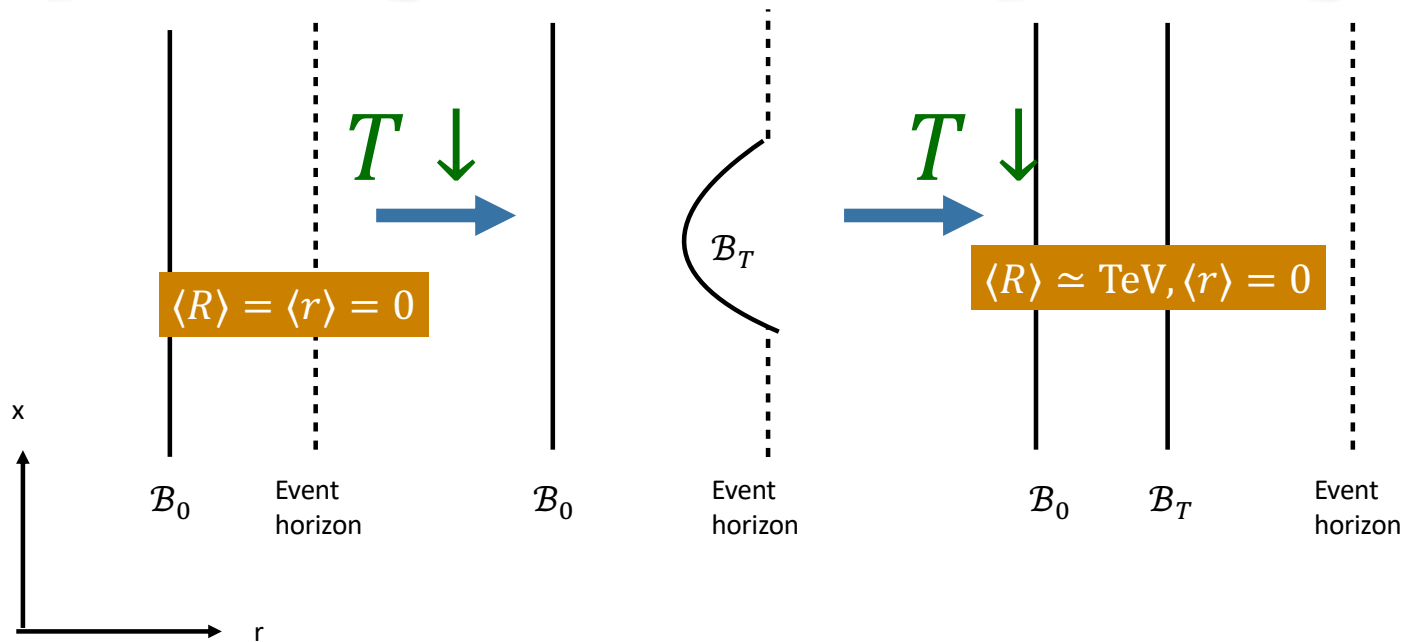 T ↓
T ↓
ℬ_T
⟨R⟩ = ⟨r⟩ = 0
⟨R⟩ ≃ TeV, ⟨r⟩ = 0
x
ℬ_0
Event
horizon
ℬ_0
Event
horizon
ℬ_0
ℬ_T
Event
horizon
r